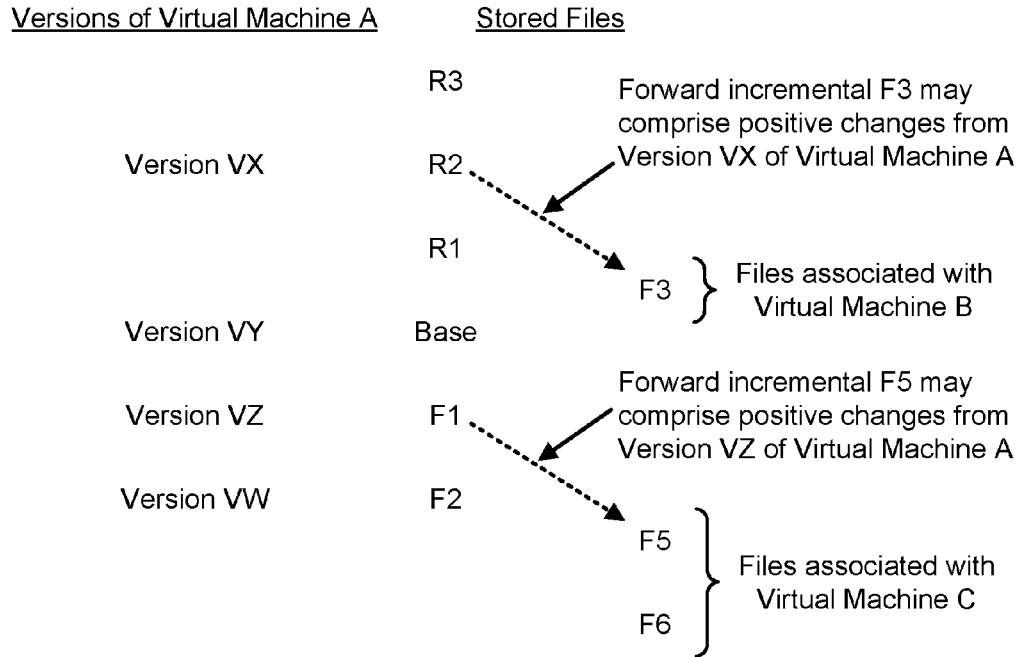 Versions of Virtual Machine A
Stored Files
R3
Forward incremental F3 may
comprise positive changes from
Version VX of Virtual Machine A
Version VX
R2
R1
F3
Files associated with
Virtual Machine B
Version VY
Base
Forward incremental F5 may
comprise positive changes from
Version VZ of Virtual Machine A
Version VZ
F1
Version VW
F2
F5
Files associated with
Virtual Machine C
F6